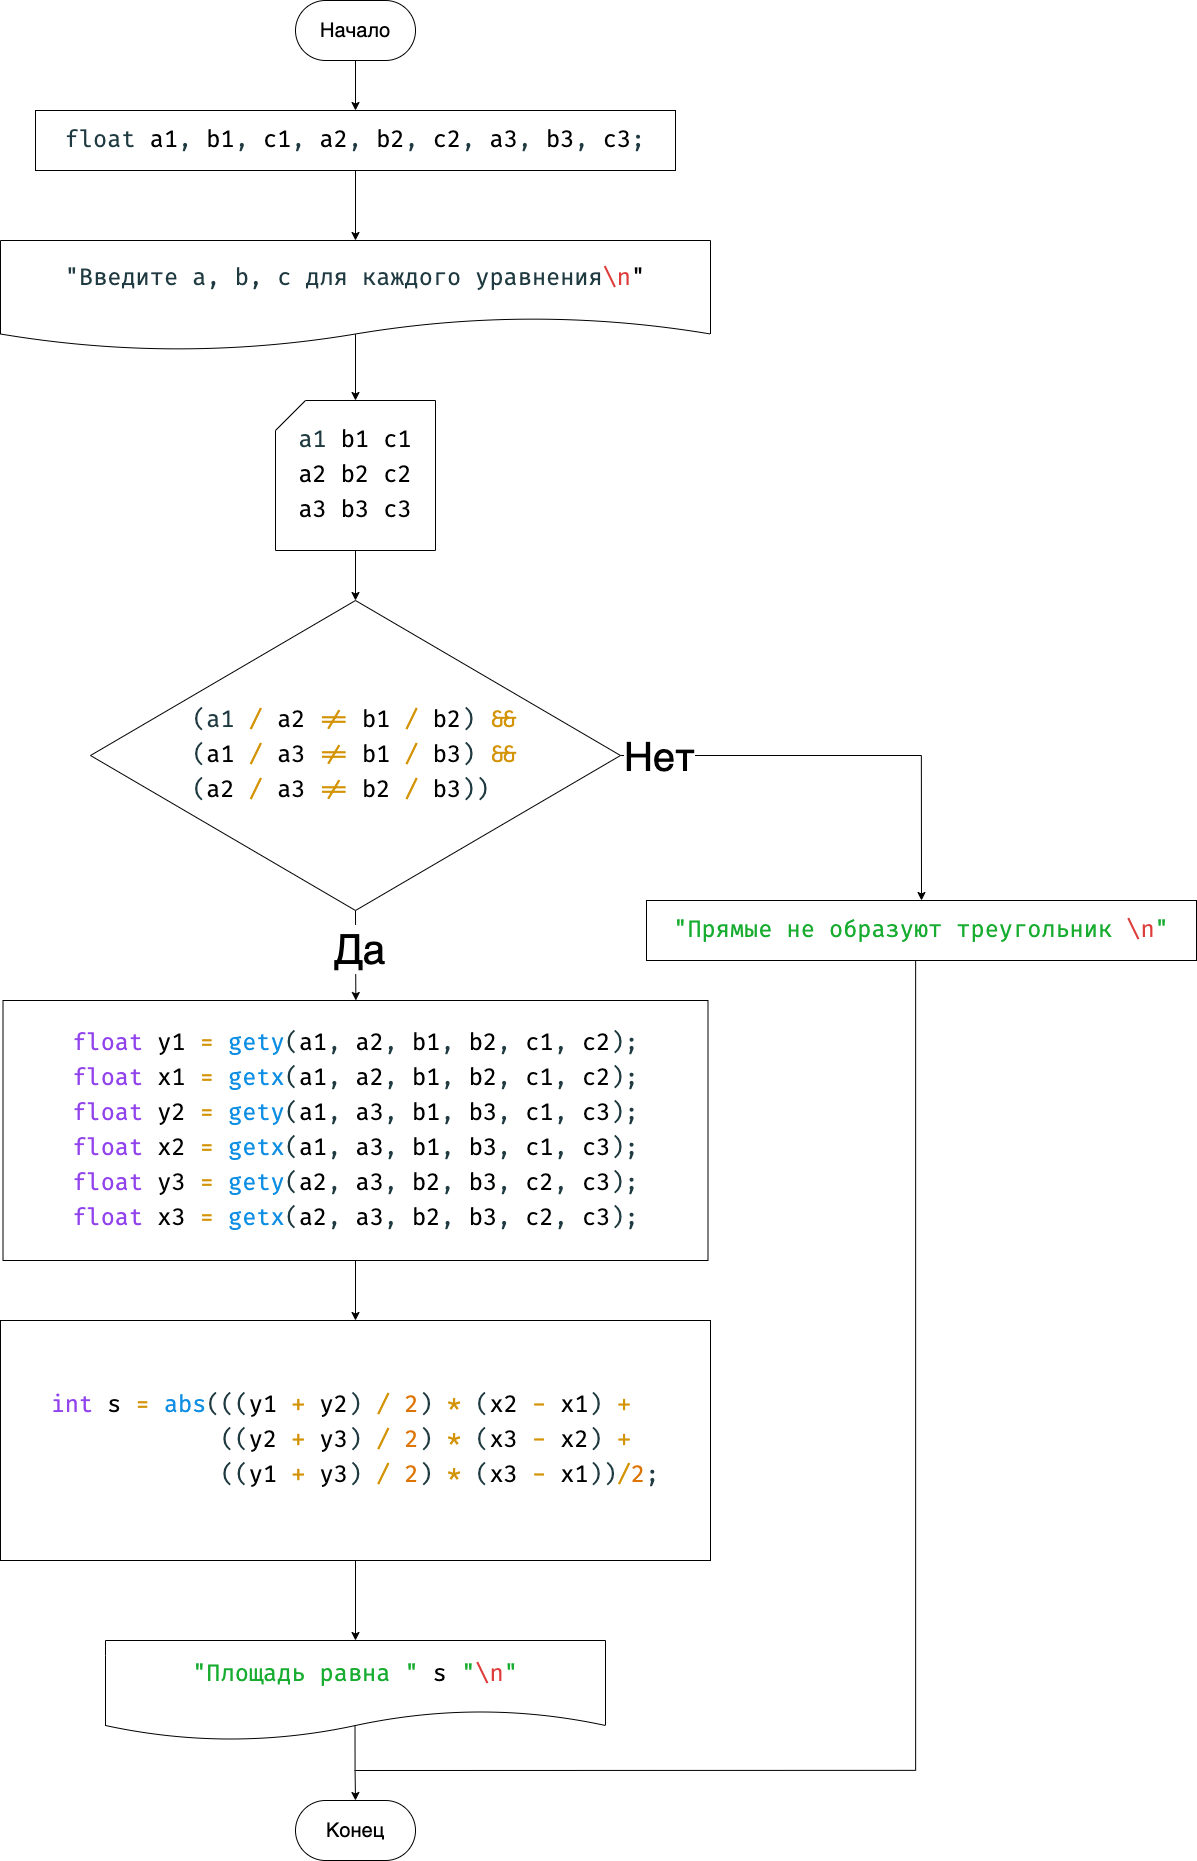 Начало
float a1, b1, c1, a2, b2, c2, a3, b3, c3;
"Введите a, b, c для каждого уравнения\n"
a1 b1 c1
a2 b2 c2
a3 b3 c3
(a1 / a2 != b1 / b2) &&
(a1 / a3 != b1 / b3) &&
(a2 / a3 != b2 / b3))
Нет
"Прямые не образуют треугольник \n"
Да
float y1 = gety(a1, a2, b1, b2, c1, c2);
float x1 = getx(a1, a2, b1, b2, c1, c2);
float y2 = gety(a1, a3, b1, b3, c1, c3);
float x2 = getx(a1, a3, b1, b3, c1, c3);
float y3 = gety(a2, a3, b2, b3, c2, c3);
float x3 = getx(a2, a3, b2, b3, c2, c3);
int s = abs(((y1 + y2) / 2) * (x2 - x1) +
((y2 + y3) / 2) * (x3 - x2) +
((y1 + y3) / 2) * (x3 - x1))/2;
"Площадь равна " s "\n"
Конец